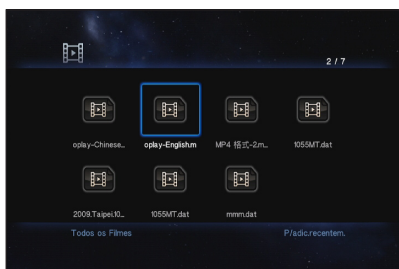 2 / 7
oplay-Chinese...
oplay-English.m
MP4 格式-2.m...
1055MT.dat
2009.Taipei.10...
1055MT.dat
mmm.dat
Todos os Filmes
P/adic.recentem.